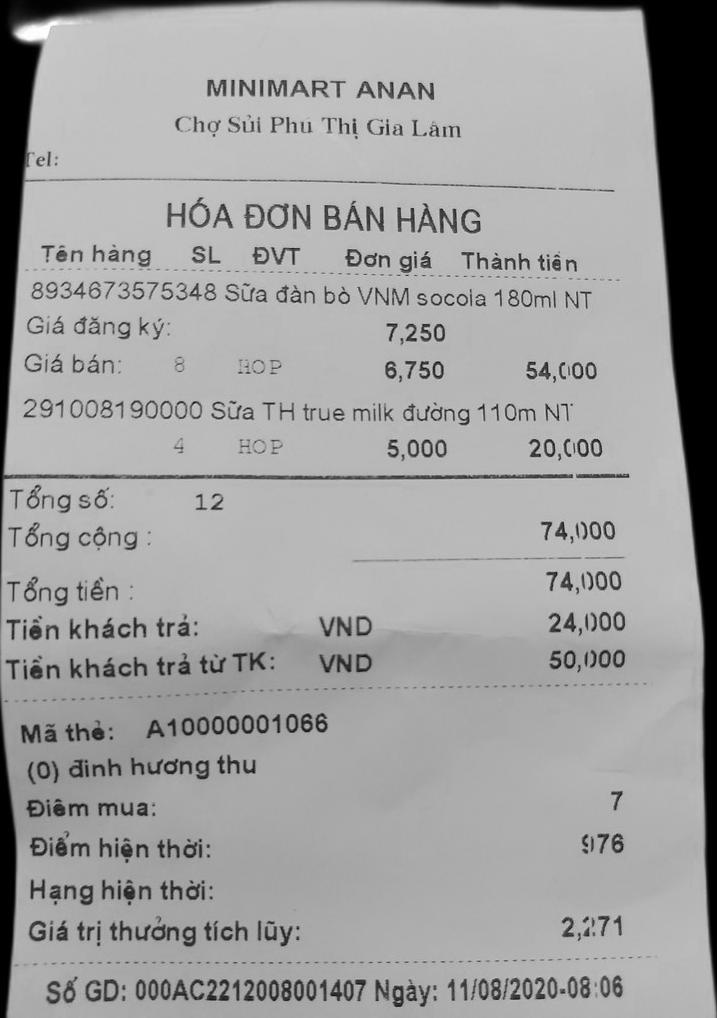 MINIMART ANAN
Chợ Sủi Phú Thị Gia Lâm
Tel:
HÓA ĐƠN BÁN HÀNG
Tên hàng SL ĐVT Đơn giá Thành tiền
8934673575348 Sữa đàn bò VNM socola 180ml NT
Giá đăng ký: 7,250
Giá bán: 8 HOP 6,750 54,000
291008190000 Sữa TH true milk đường 110m NT
4 HOP 5,000 20,000
Tổng số: 12
Tổng cộng : 74,000
Tổng tiền : 74,000
Tiền khách trả: VND 24,000
Tiền khách trả từ TK: VND 50,000
Mã thẻ: A10000001066
(0) đinh hương thu
Điểm mua: 7
Điểm hiện thời: 976
Hạng hiện thời:
Giá trị thưởng tích lũy: 2,271
Số GD: 000AC2212008001407 Ngày: 11/08/2020-08:06